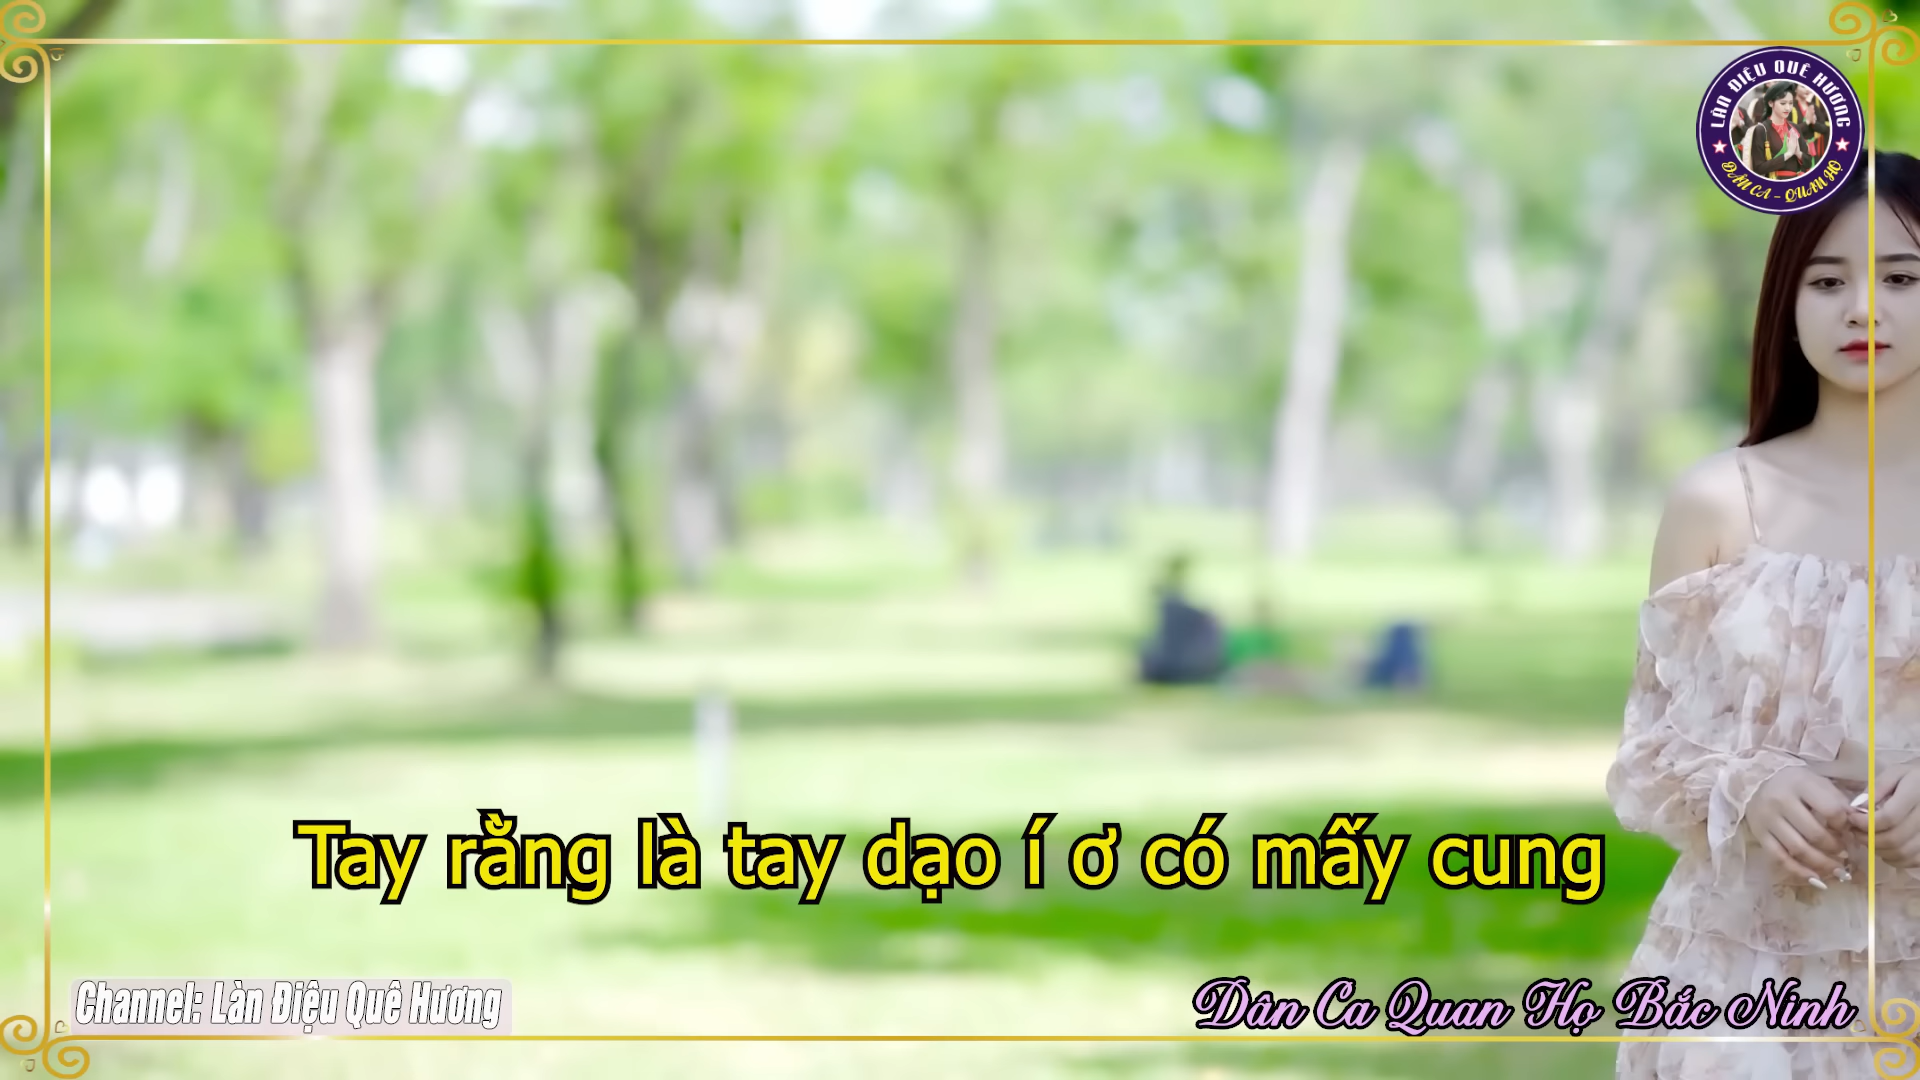 LÀN ĐIỆU QUÊ HƯƠNG
DÂN CA - QUAN HỌ
Tay rằng là tay dạo í ơ có mấy cung
Channel: Làn Điệu Quê Hương
Dân Ca Quan Họ Bắc Ninh